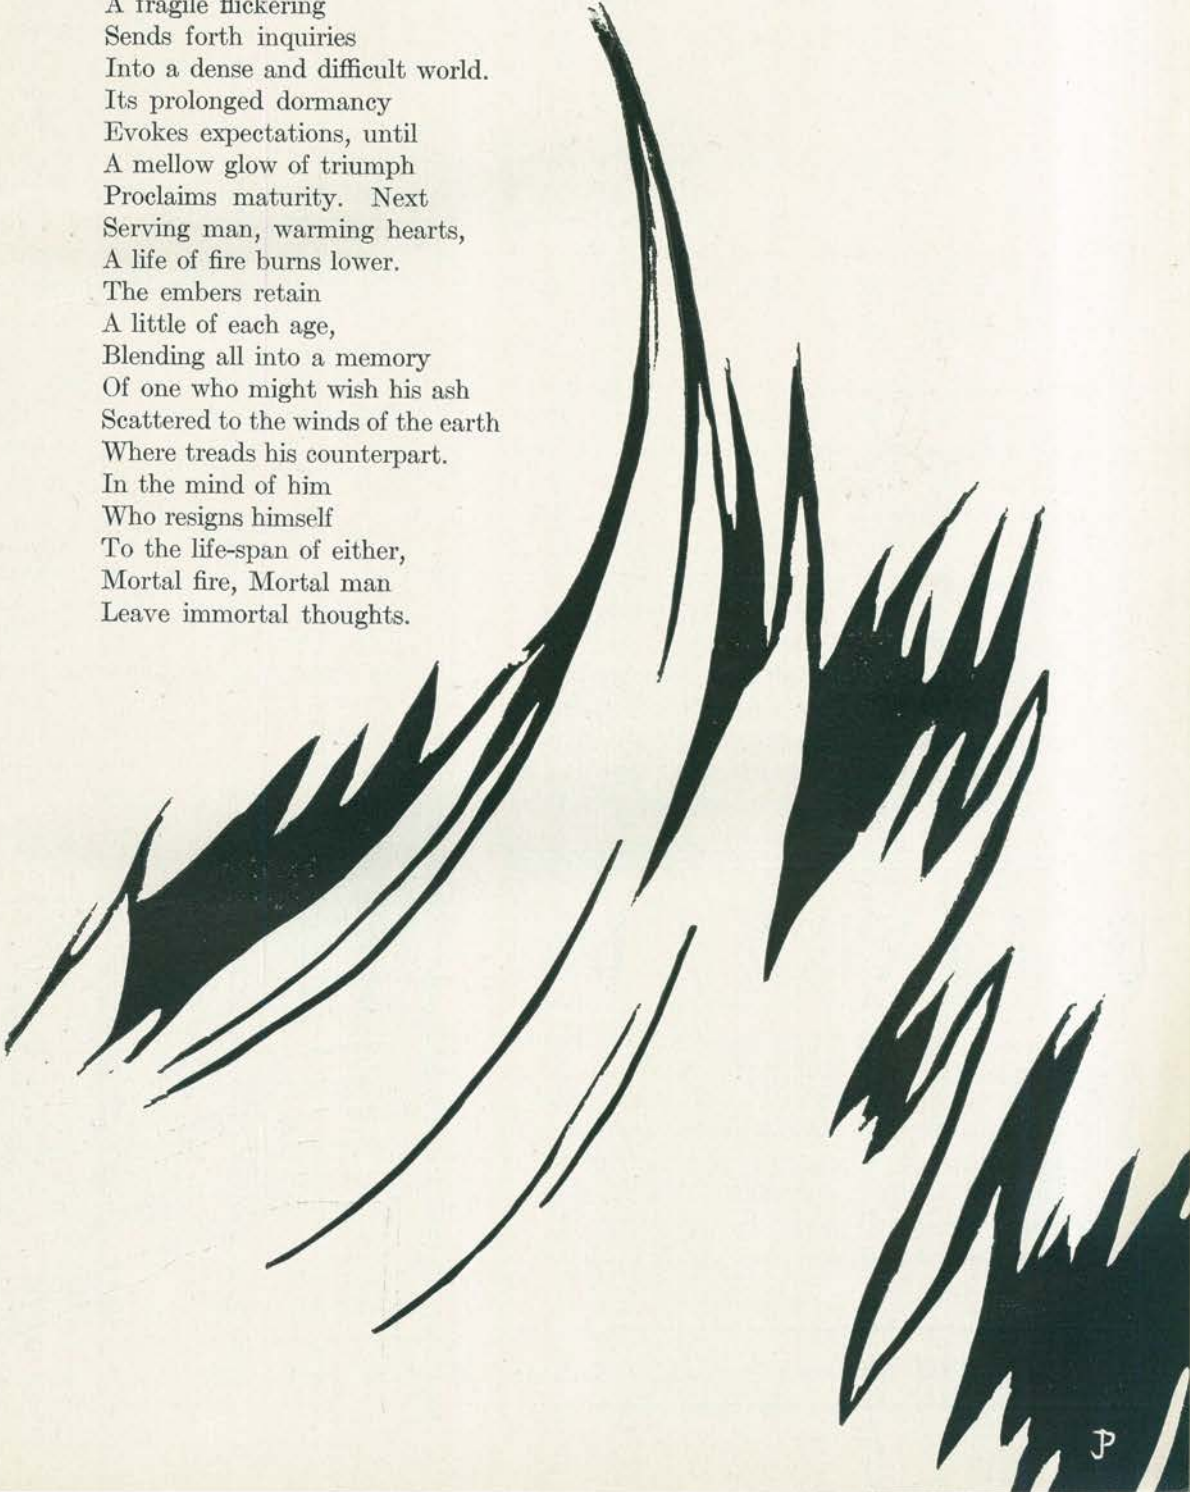 A fragile flickering
Sends forth inquiries
Into a dense and difficult world.
Its prolonged dormancy
Evokes expectations, until
A mellow glow of triumph
Proclaims maturity. Next
Serving man, warming hearts,
A life of fire burns lower.
The embers retain
A little of each age,
Blending all into a memory
Of one who might wish his ash
Scattered to the winds of the earth
Where treads his counterpart.
In the mind of him
Who resigns himself
To the life-span of either,
Mortal fire, Mortal man
Leave immortal thoughts.
JP